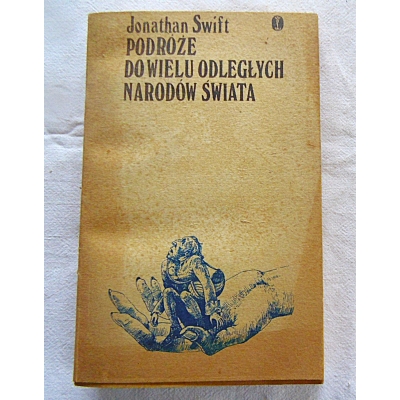 Jonathan Swift
PODRÓŻE
DO WIELU ODLEGŁYCH
NARODÓW ŚWIATA